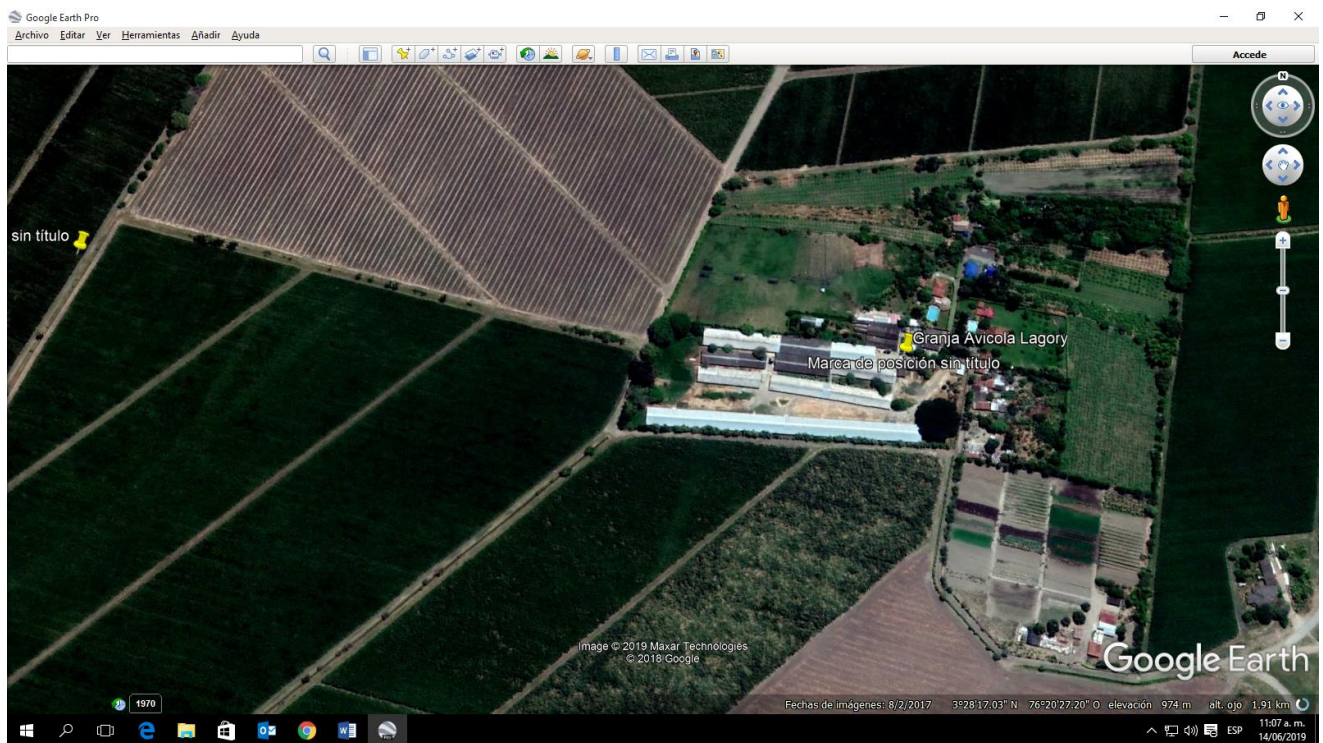 Google Earth Pro
Archivo Editar Ver Herramientas Añadir Ayuda
Accede
N
sin título
Granja Avicola Lagory
Marca de posición sin título
Image © 2019 Maxar Technologies
© 2018 Google
Google Earth
1970
Fechas de imágenes: 8/2/2017 3°28'17.03" N 76°20'27.20" O elevación 974 m alt. ojo 1.91 km
ESP
11:07 a. m.
14/06/2019